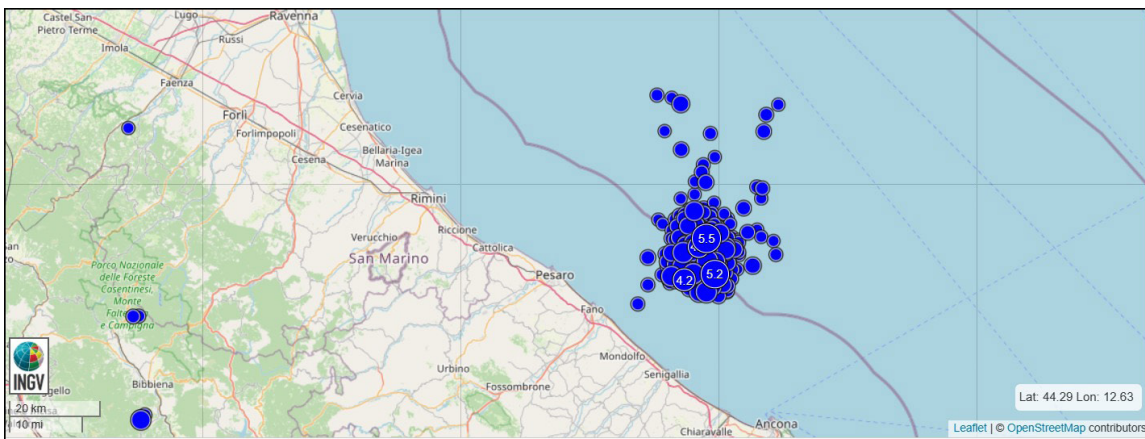 Castel San
Pietro Terme
Lugo
Ravenna
Russi
Imola
Faenza
Cervia
Forlì
Forlimpopoli
Cesenatico
Cesena
Bellaria-Igea
Marina
Rimini
Riccione
Verucchio
Cattolica
San Marino
Parco Nazionale
delle Foreste
Casentinesi,
Monte
e Campigna
Pesaro
Fano
5.5
5.2
4.2
Mondolfo
Urbino
Senigallia
Bibbiena
Fossombrone
INGV
20 km
10 mi
Chiaravalle
Ancona
Lat: 44.29 Lon: 12.63
Leaflet | © OpenStreetMap contributors